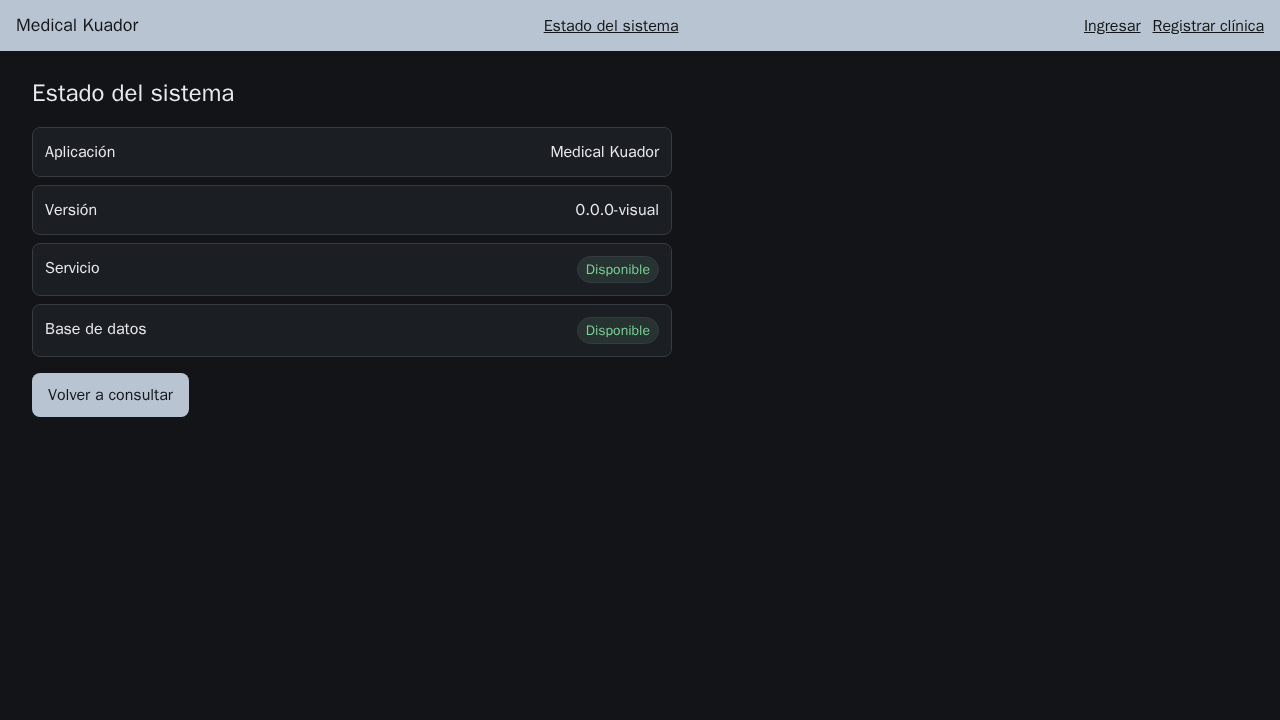 Medical Kuador Estado del sistema Ingresar Registrar clínica
Estado del sistema
Aplicación Medical Kuador
Versión 0.0.0-visual
Servicio Disponible
Base de datos Disponible
Volver a consultar